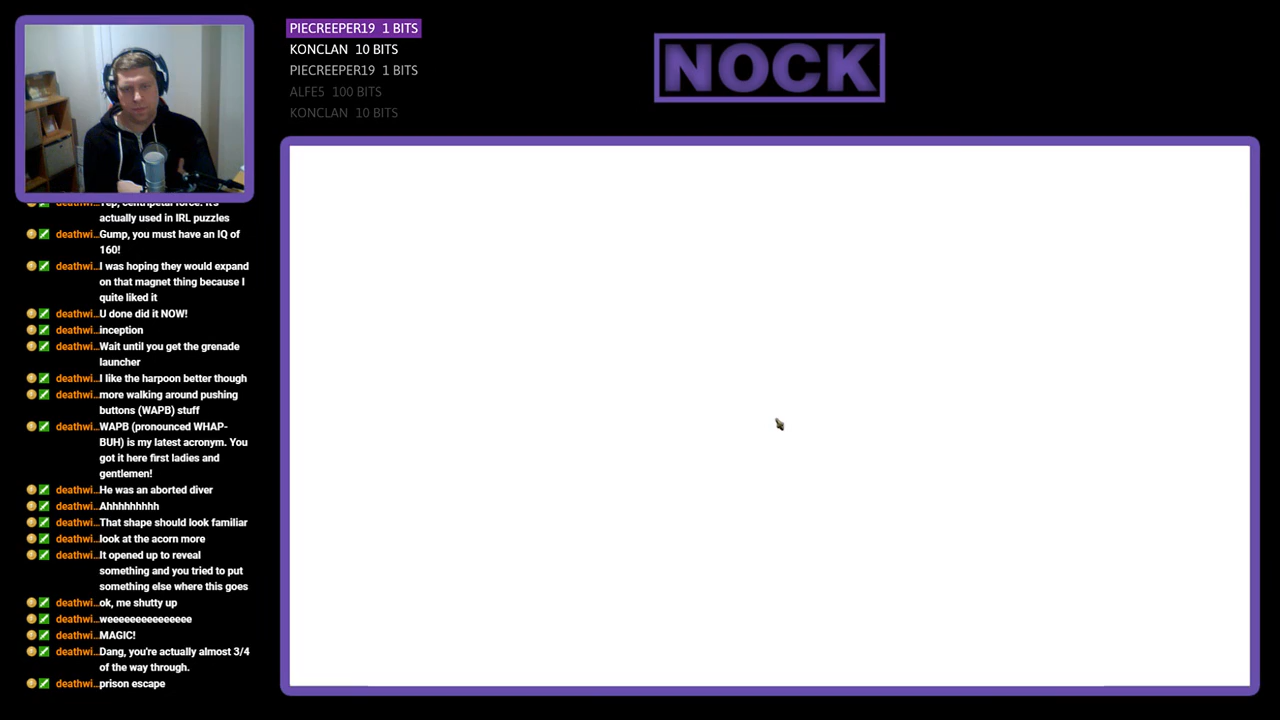 PIECREEPER19 1 BITS
KONCLAN 10 BITS
PIECREEPER19 1 BITS
ALFE5 100 BITS
KONCLAN 10 BITS
NOCK
deathwi...Yep, centripetal force. It's
actually used in IRL puzzles
deathwi...Gump, you must have an IQ of
160!
deathwi...I was hoping they would expand
on that magnet thing because I
quite liked it
deathwi...U done did it NOW!
deathwi...inception
deathwi...Wait until you get the grenade
launcher
deathwi...I like the harpoon better though
deathwi...more walking around pushing
buttons (WAPB) stuff
deathwi...WAPB (pronounced WHAP-
BUH) is my latest acronym. You
got it here first ladies and
gentlemen!
deathwi...He was an aborted diver
deathwi...Ahhhhhhhhh
deathwi...That shape should look familiar
deathwi...look at the acorn more
deathwi...It opened up to reveal
something and you tried to put
something else where this goes
deathwi...ok, me shutty up
deathwi...weeeeeeeeeeeeeee
deathwi...MAGIC!
deathwi...Dang, you're actually almost 3/4
of the way through.
deathwi...prison escape